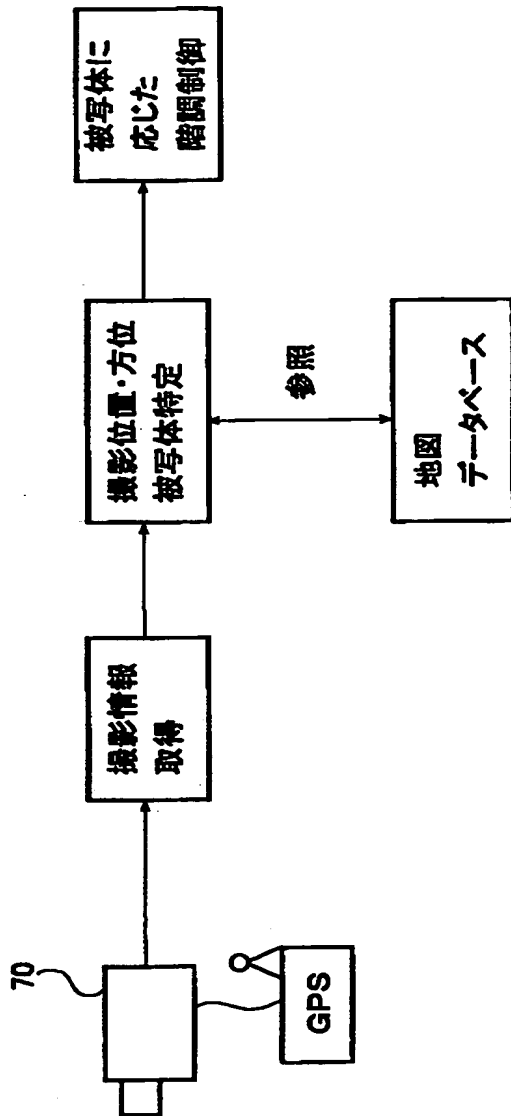 70
GPS
撮影情報
取得
撮影位置・方位
被写体特定
参照
地図
データベース
被写体に
応じた
階調制御